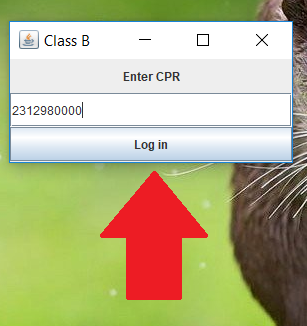 Class B
Enter CPR
2312980000
Log in